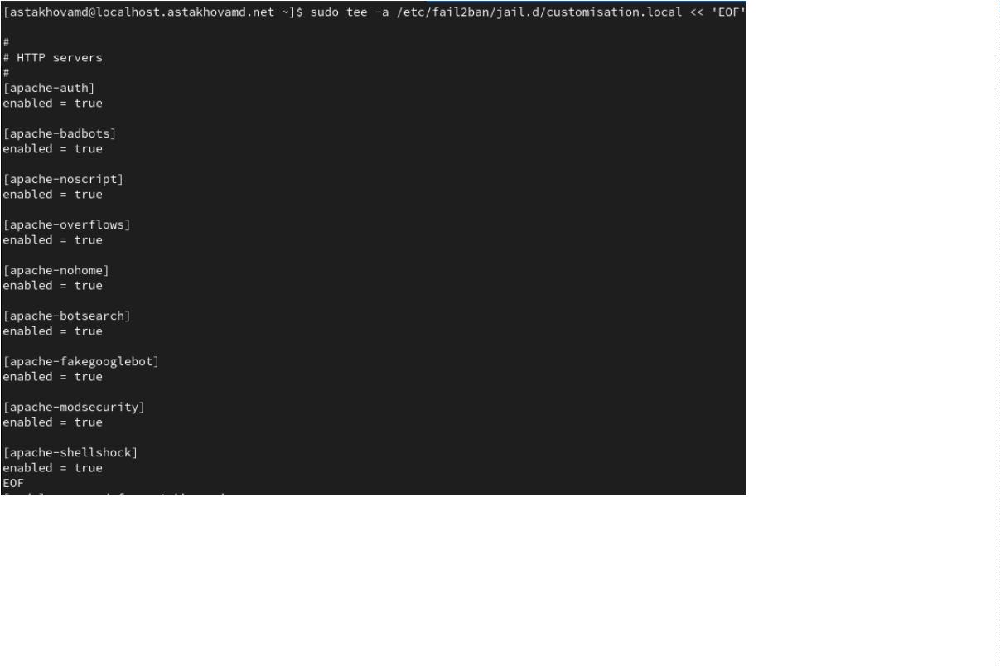 [astakhovamd@localhost.astakhovamd.net ~]$ sudo tee -a /etc/fail2ban/jail.d/customisation.local << 'EOF'
#
# HTTP servers
#
[apache-auth]
enabled = true
[apache-badbots]
enabled = true
[apache-noscript]
enabled = true
[apache-overflows]
enabled = true
[apache-nohome]
enabled = true
[apache-botsearch]
enabled = true
[apache-fakegooglebot]
enabled = true
[apache-modsecurity]
enabled = true
[apache-shellshock]
enabled = true
EOF